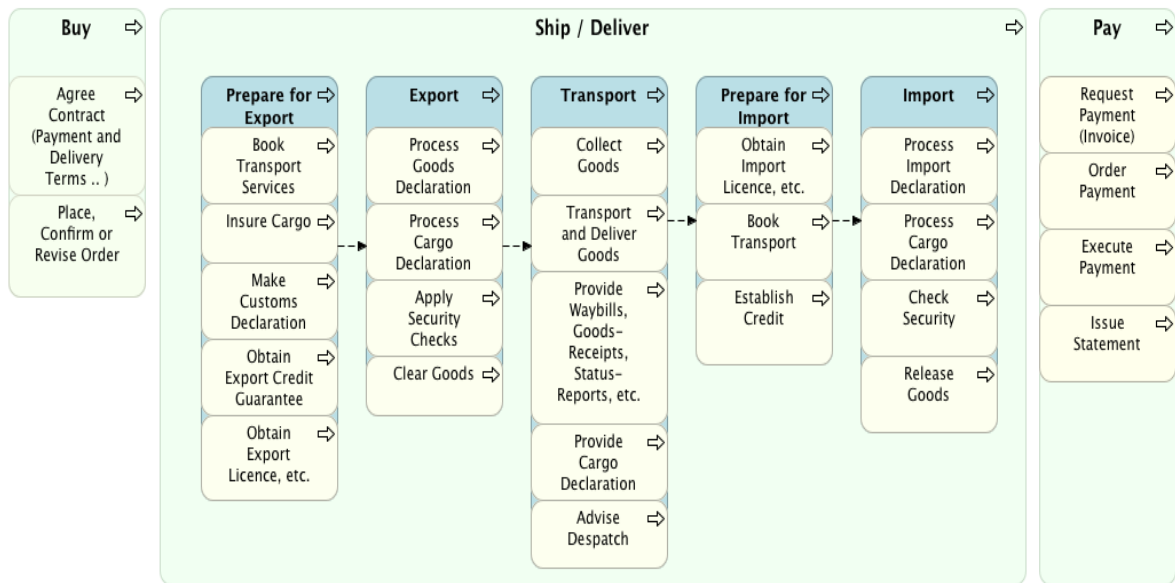 Buy
Agree
Contract
(Payment and
Delivery
Terms .. )
Place,
Confirm or
Revise Order
Ship / Deliver
Prepare for
Export
Book
Transport
Services
Insure Cargo
Make
Customs
Declaration
Obtain
Export Credit
Guarantee
Obtain
Export
Licence, etc.
Export
Process
Goods
Declaration
Process
Cargo
Declaration
Apply
Security
Checks
Clear Goods
Transport
Collect
Goods
Transport
and Deliver
Goods
Provide
Waybills,
Goods-
Receipts,
Status-
Reports, etc.
Provide
Cargo
Declaration
Advise
Despatch
Prepare for
Import
Obtain
Import
Licence, etc.
Book
Transport
Establish
Credit
Import
Process
Import
Declaration
Process
Cargo
Declaration
Check
Security
Release
Goods
Pay
Request
Payment
(Invoice)
Order
Payment
Execute
Payment
Issue
Statement